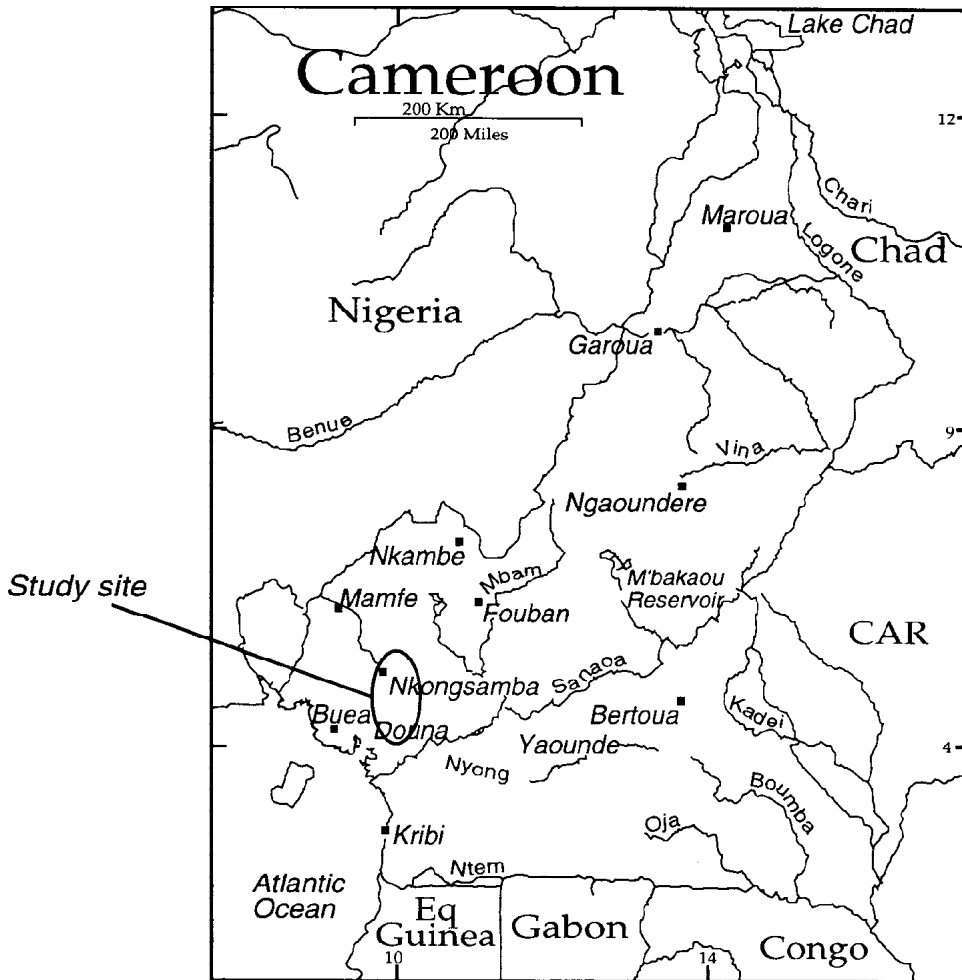 Lake Chad
Cameroon
200 Km
200 Miles
12
Chari
Maroua
Logone
Chad
Nigeria
Garoua
Benue
9
Vina
Ngaoundere
Nkambe
Mbam
M'bakaou
Reservoir
Study site
Mamfe
Fouban
CAR
Sanaoa
Nkongsamba
Buea
Douna
Bertoua
Kadei
Yaounde
4
Nyong
Boumba
Oja
Kribi
Ntem
Atlantic
Ocean
Eq
Guinea
Gabon
Congo
10
14